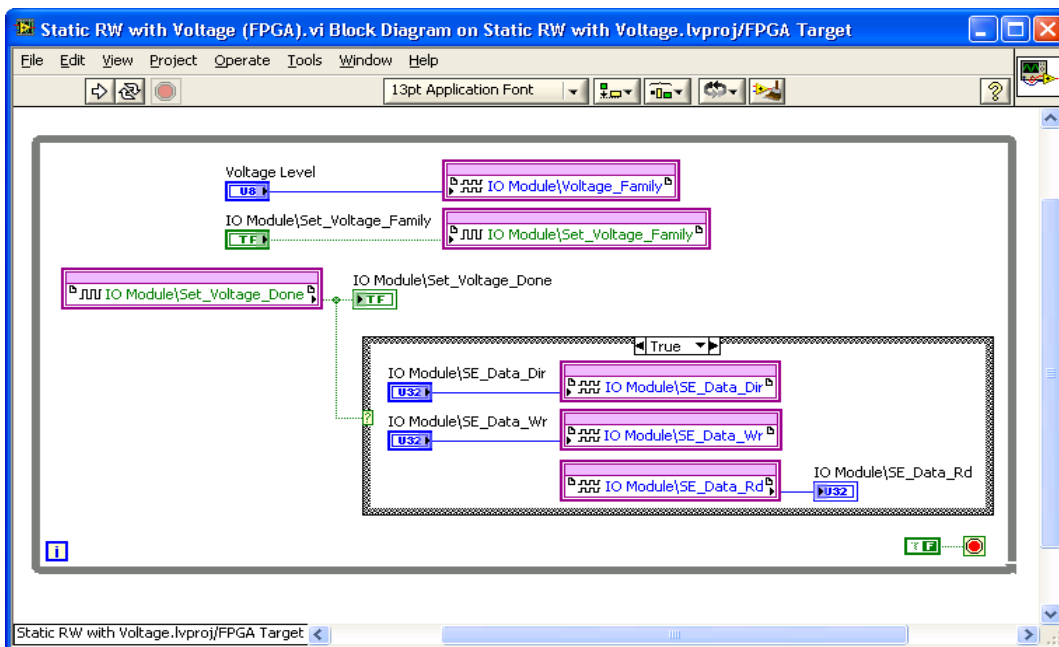 Static RW with Voltage (FPGA).vi Block Diagram on Static RW with Voltage.lvproj/FPGA Target
File Edit View Project Operate Tools Window Help
13pt Application Font
?
Voltage Level
U8
IO Module\Voltage_Family
IO Module\Set_Voltage_Family
TF
IO Module\Set_Voltage_Family
IO Module\Set_Voltage_Done
IO Module\Set_Voltage_Done
TF
True
?
IO Module\SE_Data_Dir
U32
IO Module\SE_Data_Dir
IO Module\SE_Data_Wr
U32
IO Module\SE_Data_Wr
IO Module\SE_Data_Rd
IO Module\SE_Data_Rd
U32
i
F
Static RW with Voltage.lvproj/FPGA Target